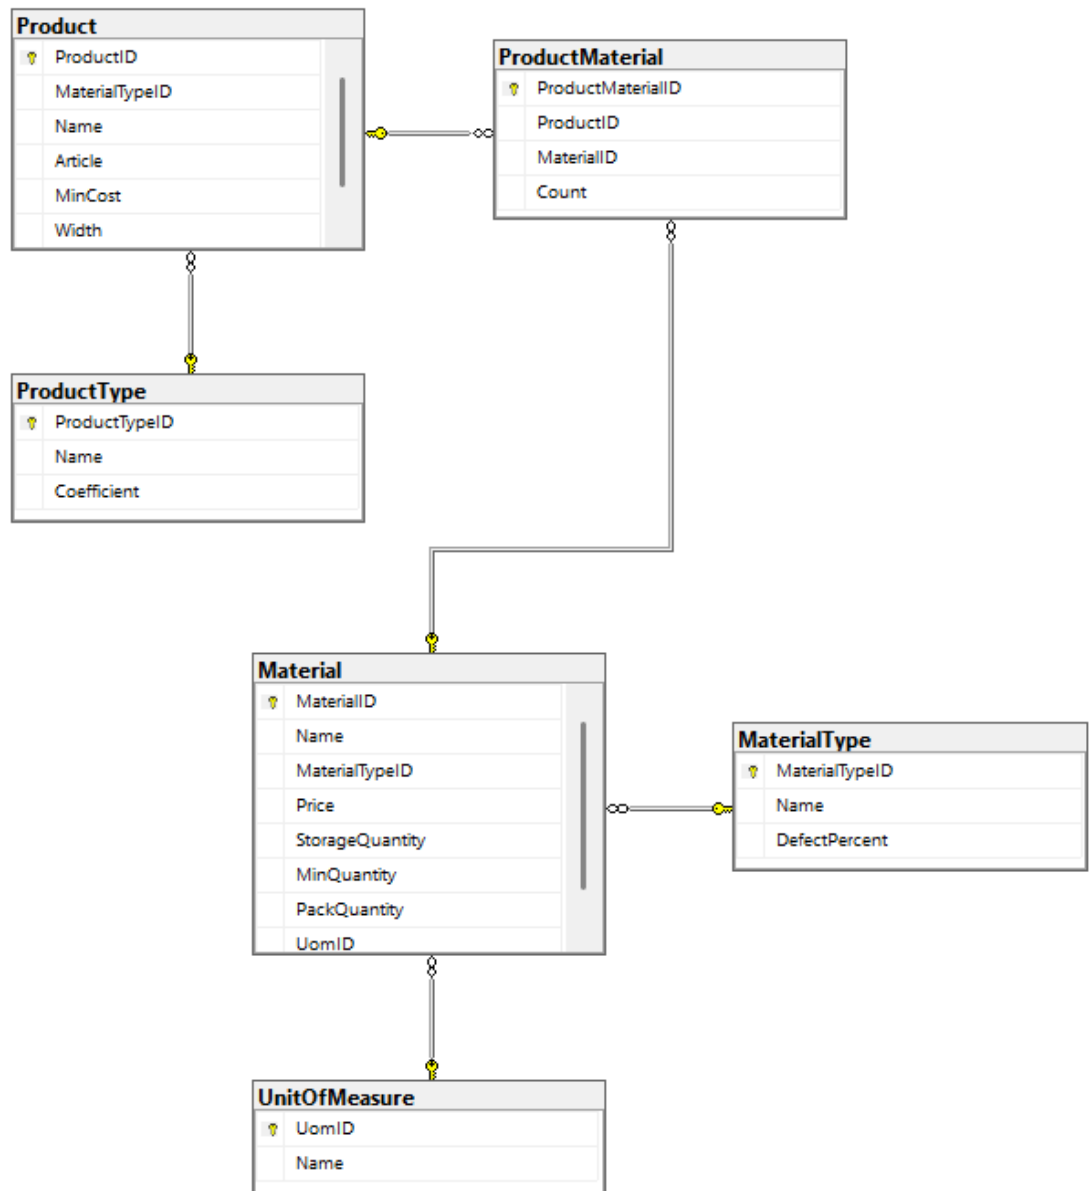 Product
ProductID
MaterialTypeID
Name
Article
MinCost
Width
ProductMaterial
ProductMaterialID
ProductID
MaterialID
Count
ProductType
ProductTypeID
Name
Coefficient
Material
MaterialID
Name
MaterialTypeID
Price
StorageQuantity
MinQuantity
PackQuantity
UomID
MaterialType
MaterialTypeID
Name
DefectPercent
UnitOfMeasure
UomID
Name